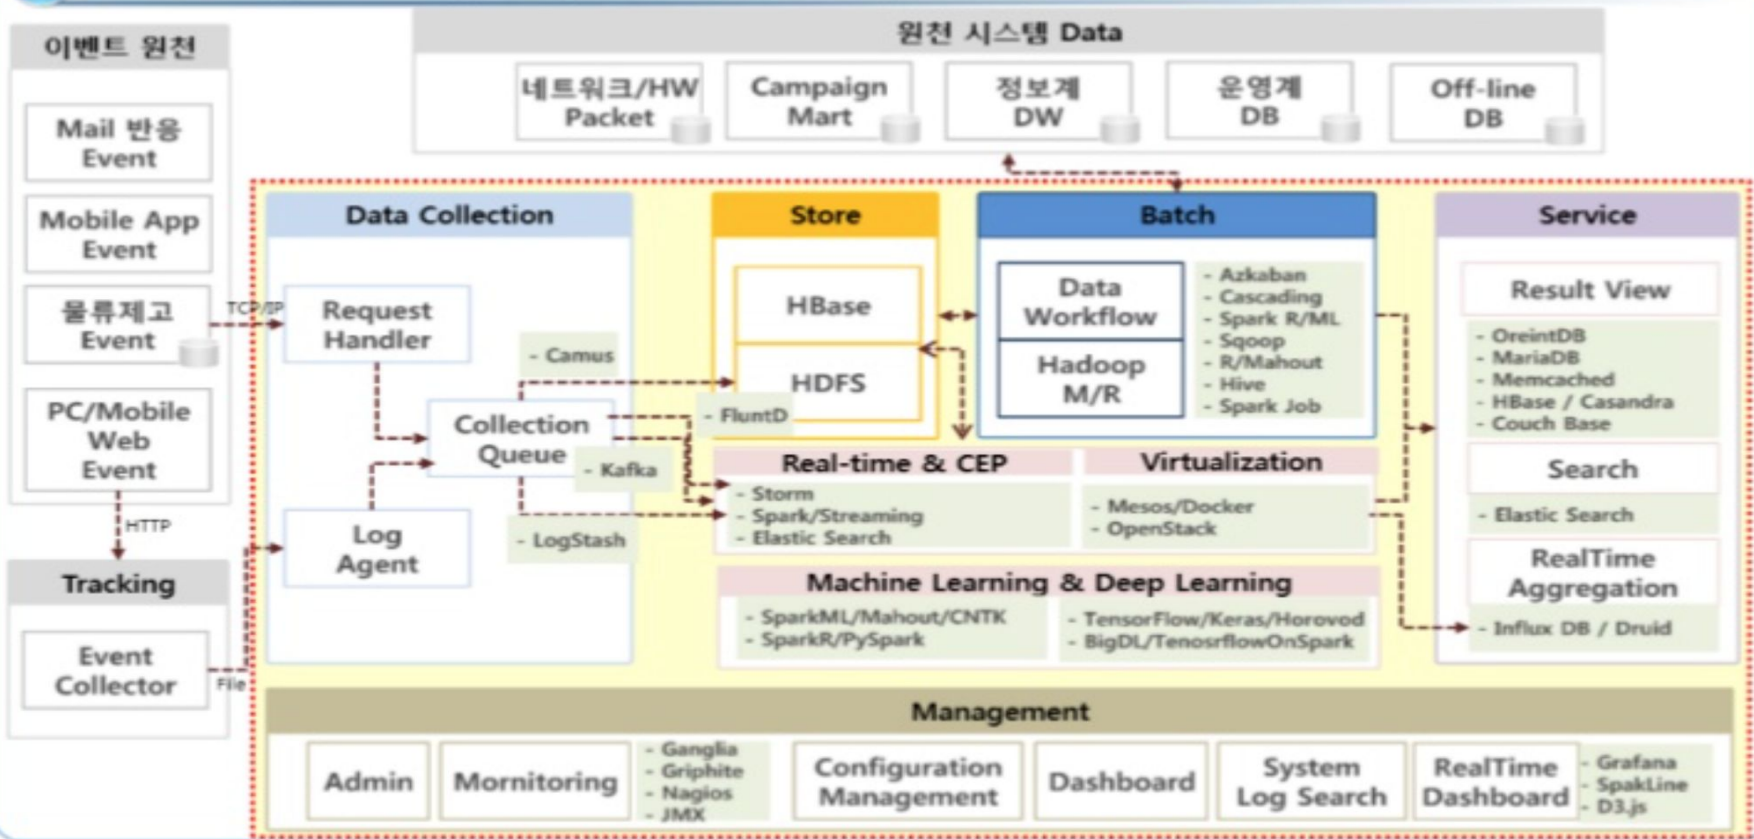 이벤트 원천
Mail 반응
Event
Mobile App
Event
물류제고
Event
PC/Mobile
Web
Event
HTTP
TCP/IP
Tracking
Event
Collector
File
원천 시스템 Data
네트워크/HW
Packet
Campaign
Mart
정보계
DW
운영계
DB
Off-line
DB
Data Collection
Request
Handler
Collection
Queue
Log
Agent
- Camus
- FluntD
- Kafka
- LogStash
Store
HBase
HDFS
Batch
Data
Workflow
Hadoop
M/R
- Azkaban
- Cascading
- Spark R/ML
- Sqoop
- R/Mahout
- Hive
- Spark Job
Real-time & CEP
- Storm
- Spark/Streaming
- Elastic Search
Virtualization
- Mesos/Docker
- OpenStack
Machine Learning & Deep Learning
- SparkML/Mahout/CNTK
- SparkR/PySpark
- TensorFlow/Keras/Horovod
- BigDL/TenosrflowOnSpark
Service
Result View
- OreintDB
- MariaDB
- Memcached
- HBase / Casandra
- Couch Base
Search
- Elastic Search
RealTime
Aggregation
- Influx DB / Druid
Management
Admin
Mornitoring
- Ganglia
- Griphite
- Nagios
- JMX
Configuration
Management
Dashboard
System
Log Search
RealTime
Dashboard
- Grafana
- SpakLine
- D3.js